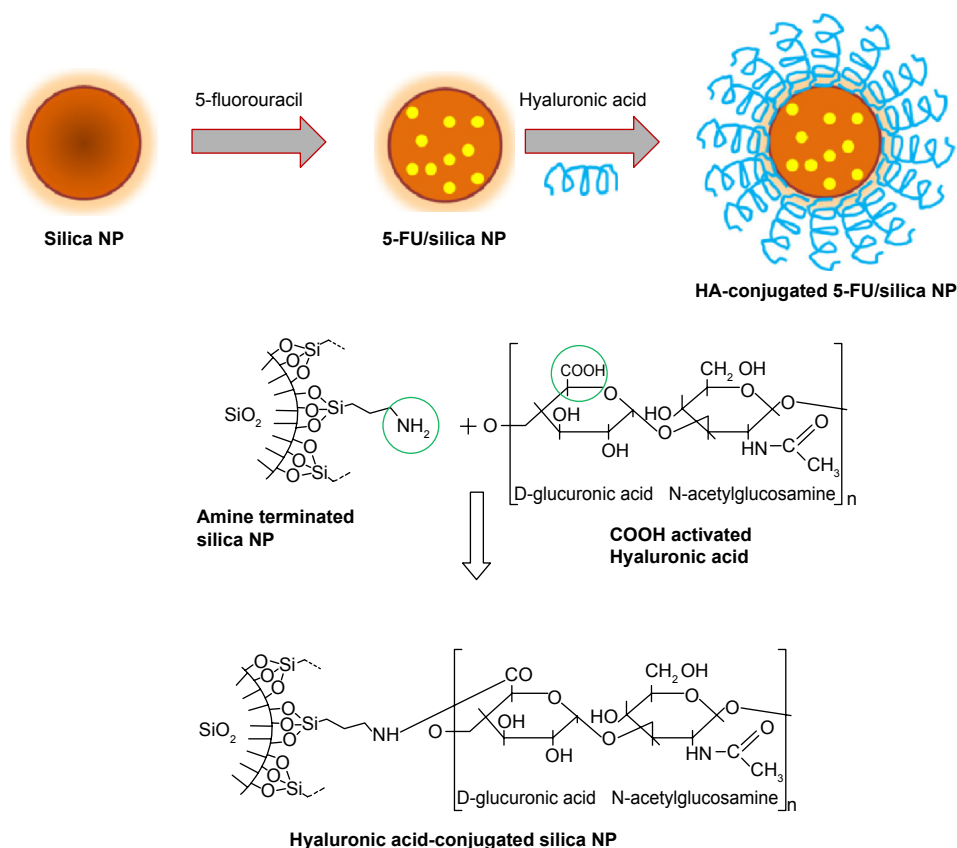 5-fluorouracil
Hyaluronic acid
Silica NP
5-FU/silica NP
HA-conjugated 5-FU/silica NP
Si
O
O
O
O
SiO₂
O
O
O
Si
NH₂
O
O
O
O
Si
Amine terminated
silica NP
+
O
COOH
O
OH
OH
O
O
CH₂ OH
O
HO
O
HN
C
O
CH₃
D-glucuronic acid N-acetylglucosamine
n
COOH activated
Hyaluronic acid
Si
O
O
O
O
SiO₂
O
O
O
Si
NH
O
O
O
O
Si
CO
O
O
OH
OH
O
O
CH₂ OH
O
HO
O
HN
C
O
CH₃
D-glucuronic acid N-acetylglucosamine
n
Hyaluronic acid-conjugated silica NP